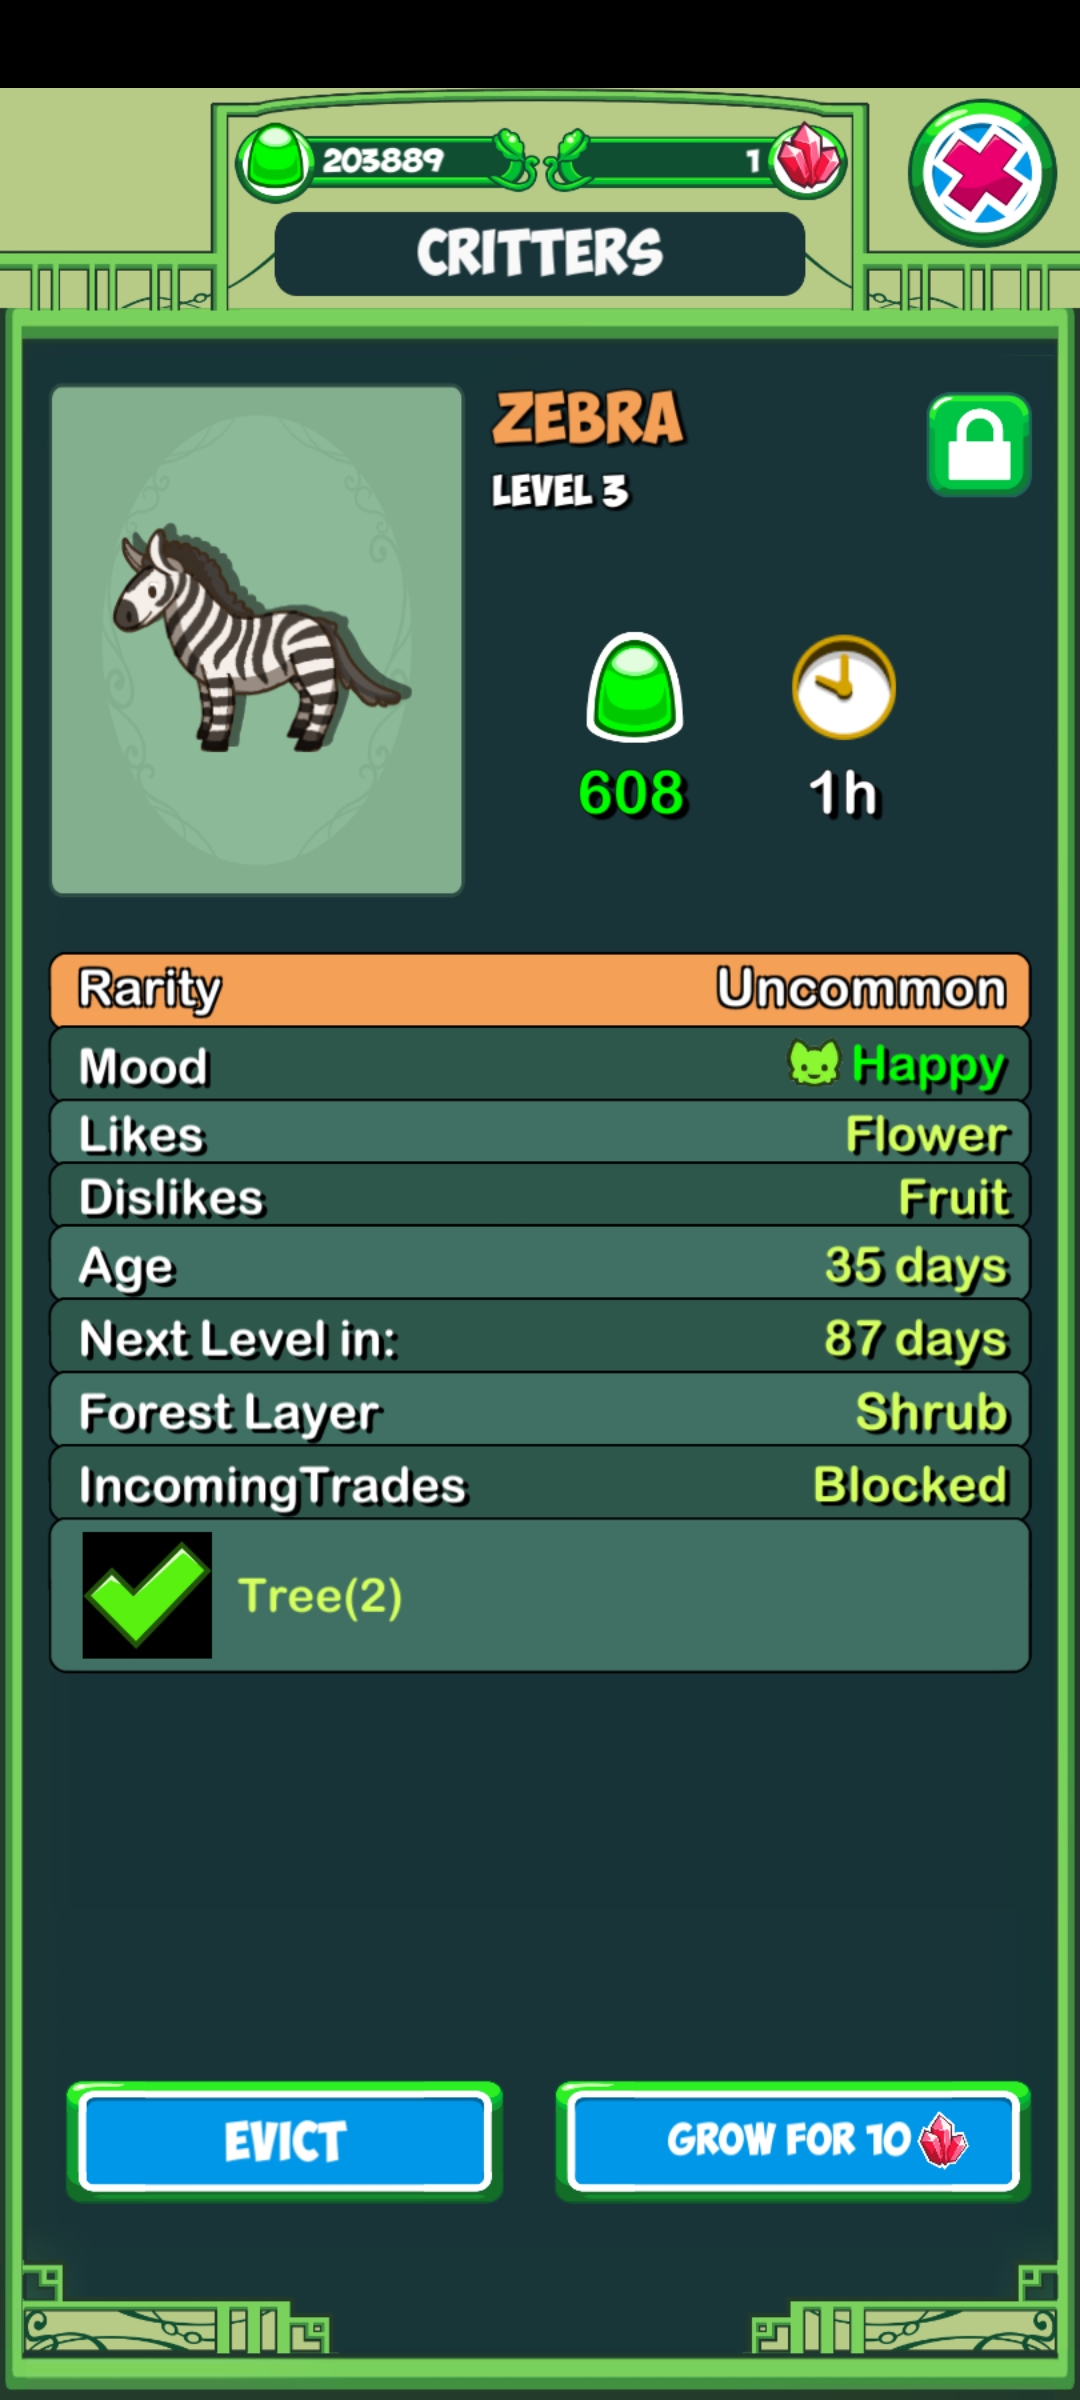 203889
1
CRITTERS
ZEBRA
LEVEL 3
608
1h
Rarity Uncommon
Mood Happy
Likes Flower
Dislikes Fruit
Age 35 days
Next Level in: 87 days
Forest Layer Shrub
IncomingTrades Blocked
Tree(2)
EVICT
GROW FOR 10